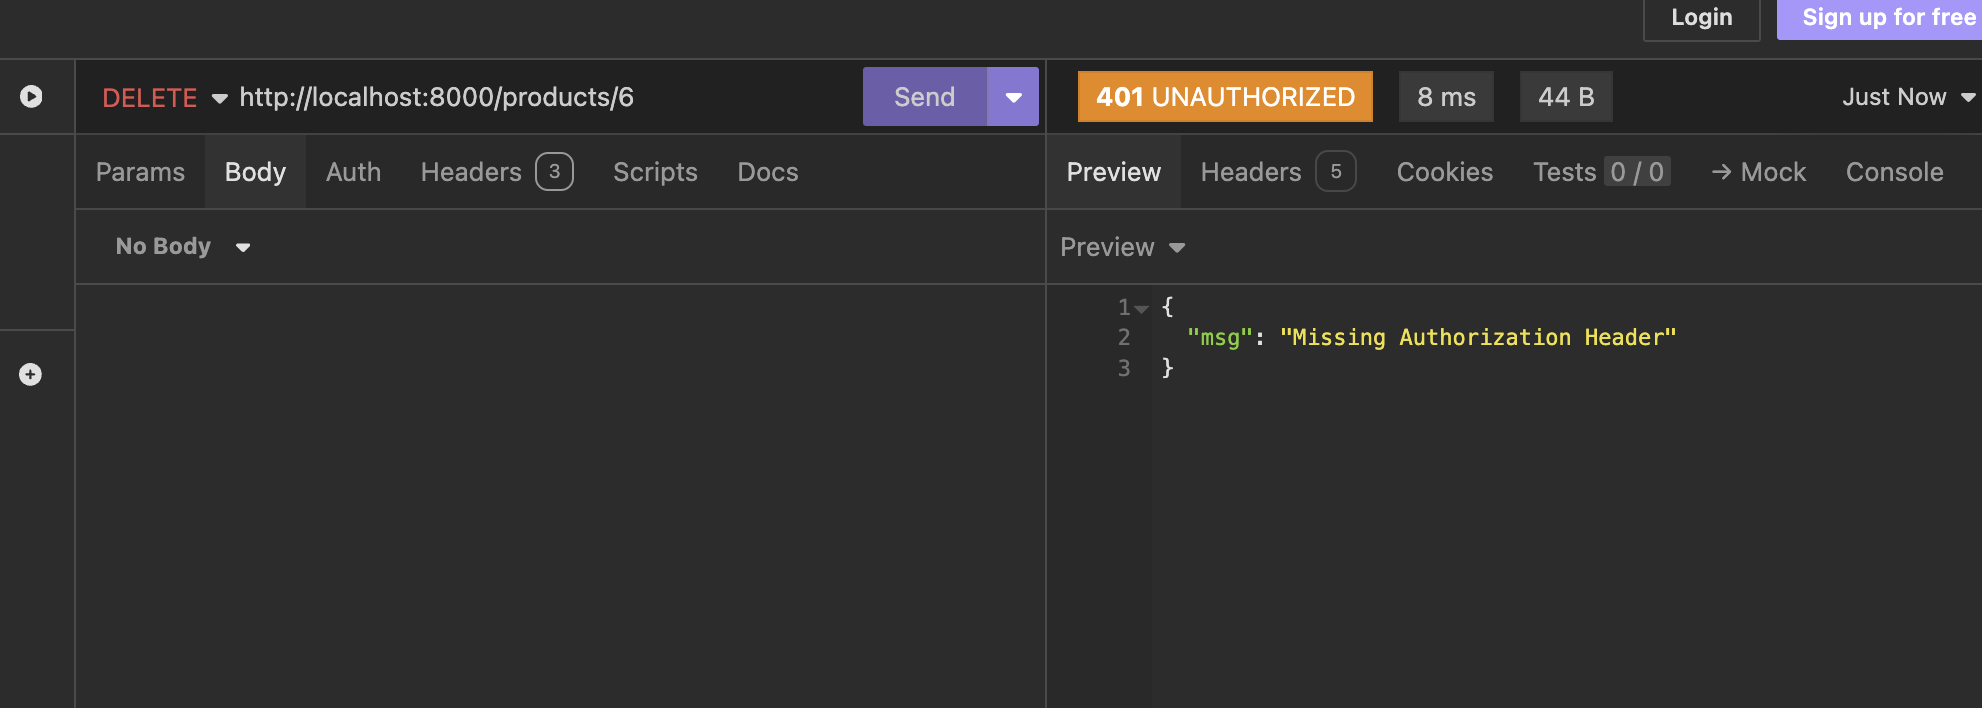 Login
Sign up for free
DELETE http://localhost:8000/products/6
Send
401 UNAUTHORIZED
8 ms
44 B
Just Now
Params
Body
Auth
Headers 3
Scripts
Docs
Preview
Headers 5
Cookies
Tests 0 / 0
→ Mock
Console
No Body
Preview
1 {
2 "msg": "Missing Authorization Header"
3 }